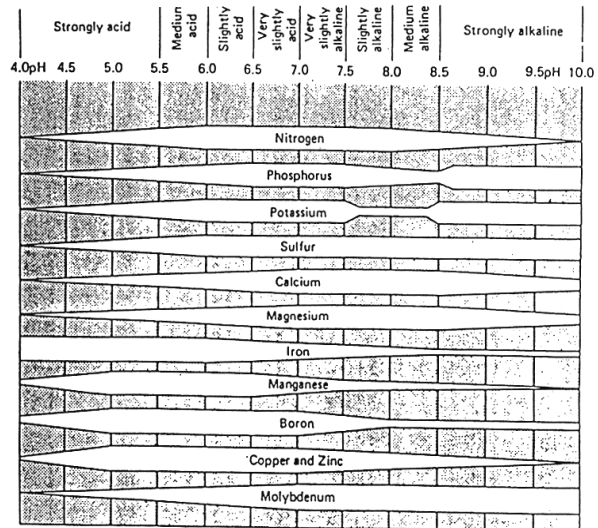 Strongly acid
Medium acid
Slightly acid
Very slightly acid
Very slightly alkaline
Slightly alkaline
Medium alkaline
Strongly alkaline
4.0pH 4.5 5.0 5.5 6.0 6.5 7.0 7.5 8.0 8.5 9.0 9.5pH 10.0
Nitrogen
Phosphorus
Potassium
Sulfur
Calcium
Magnesium
Iron
Manganese
Boron
Copper and Zinc
Molybdenum